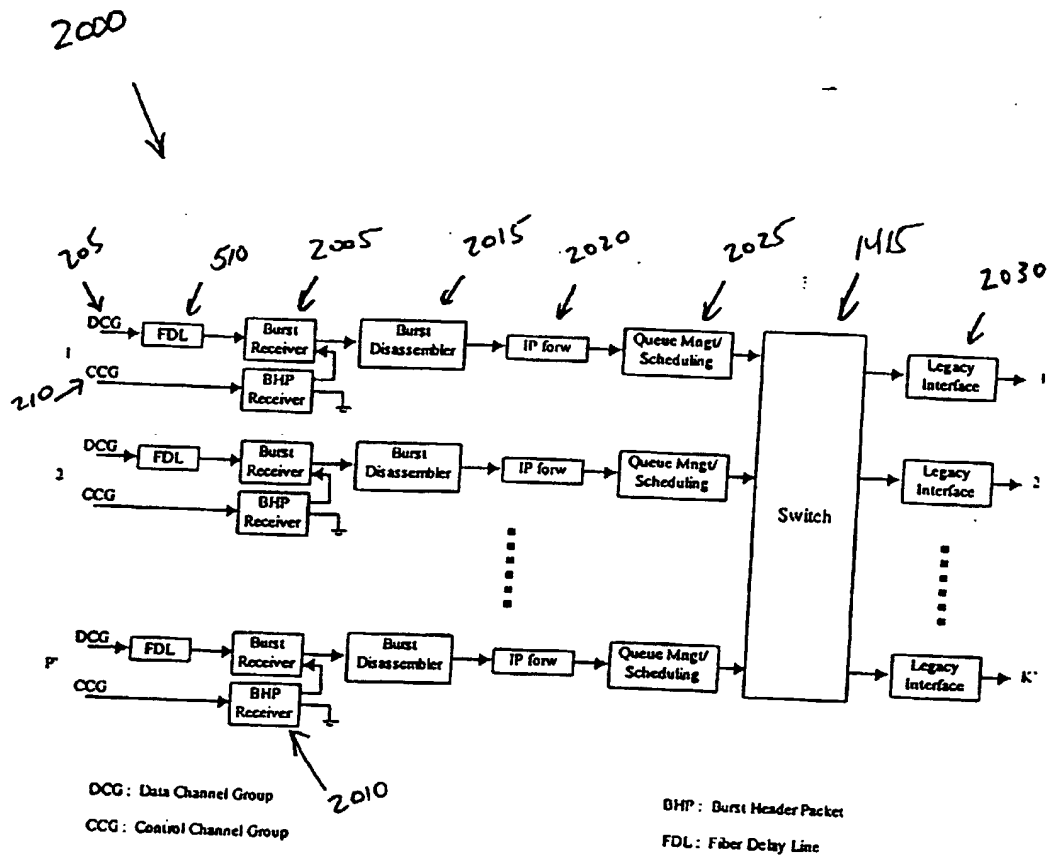 2000
205 510 2005 2015 2020 2025 1415 2030
DCG FDL Burst Receiver Burst Disassembler IP forw Queue Mngt/ Scheduling Legacy Interface 1
1
210 CCG BHP Receiver
DCG FDL Burst Receiver Burst Disassembler IP forw Queue Mngt/ Scheduling Legacy Interface 2
2
CCG BHP Receiver
Switch
DCG FDL Burst Receiver Burst Disassembler IP forw Queue Mngt/ Scheduling Legacy Interface K'
P'
CCG BHP Receiver
2010
DCG : Data Channel Group
CCG : Control Channel Group
BHP : Burst Header Packet
FDL : Fiber Delay Line